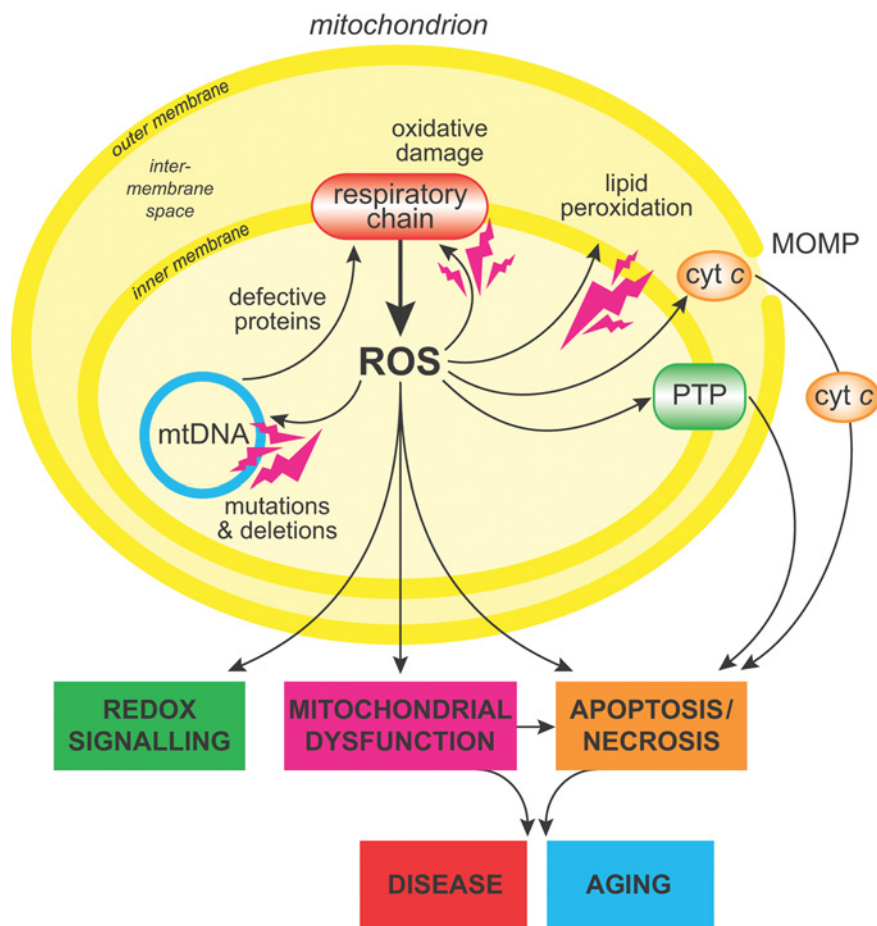 mitochondrion
outer membrane
inter-
membrane
space
inner membrane
oxidative
damage
respiratory
chain
lipid
peroxidation
MOMP
cyt c
cyt c
defective
proteins
ROS
PTP
mtDNA
mutations
& deletions
REDOX
SIGNALLING
MITOCHONDRIAL
DYSFUNCTION
APOPTOSIS/
NECROSIS
DISEASE
AGING